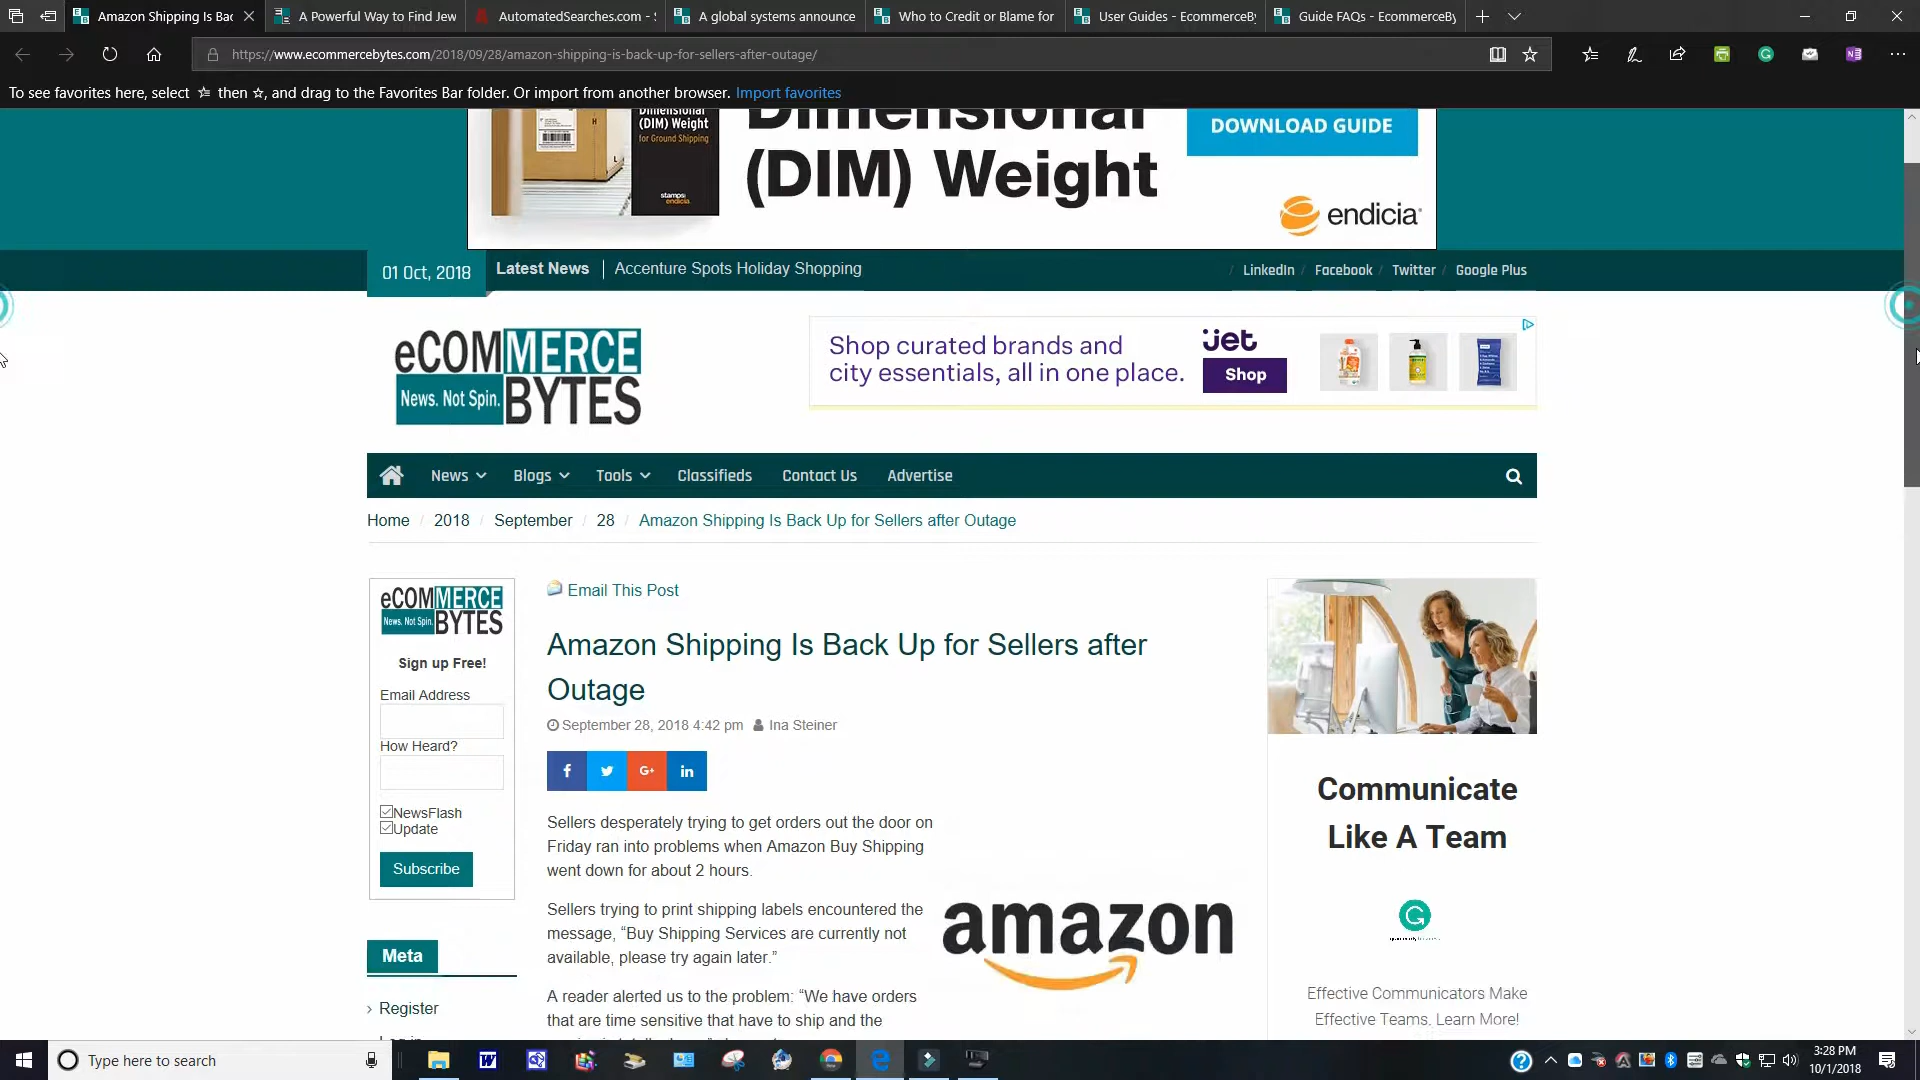 Amazon Shipping Is Bac
A Powerful Way to Find Jew
AutomatedSearches.com - S
A global systems announce
Who to Credit or Blame for
User Guides - EcommerceBy
Guide FAQs - EcommerceBy
https://www.ecommercebytes.com/2018/09/28/amazon-shipping-is-back-up-for-sellers-after-outage/
To see favorites here, select then ☆, and drag to the Favorites Bar folder. Or import from another browser. Import favorites
Dimensional
(DIM) Weight
for Ground Shipping
stamps
endicia
Dimensional
(DIM) Weight
DOWNLOAD GUIDE
endicia
01 Oct, 2018
Latest News
Accenture Spots Holiday Shopping
/ LinkedIn / Facebook / Twitter / Google Plus
eCOMMERCE
News. Not Spin. BYTES
Shop curated brands and
city essentials, all in one place.
jet
Shop
News Blogs Tools Classifieds Contact Us Advertise
Home / 2018 / September / 28 / Amazon Shipping Is Back Up for Sellers after Outage
eCOMMERCE
News. Not Spin. BYTES
Sign up Free!
Email Address
How Heard?
NewsFlash
Update
Subscribe
Meta
Register
Email This Post
Amazon Shipping Is Back Up for Sellers after
Outage
September 28, 2018 4:42 pm Ina Steiner
f
G+
in
Sellers desperately trying to get orders out the door on
Friday ran into problems when Amazon Buy Shipping
went down for about 2 hours.
Sellers trying to print shipping labels encountered the
message, “Buy Shipping Services are currently not
available, please try again later.”
A reader alerted us to the problem: “We have orders
that are time sensitive that have to ship and the
amazon
Communicate
Like A Team
Effective Communicators Make
Effective Teams. Learn More!
Type here to search
3:28 PM
10/1/2018